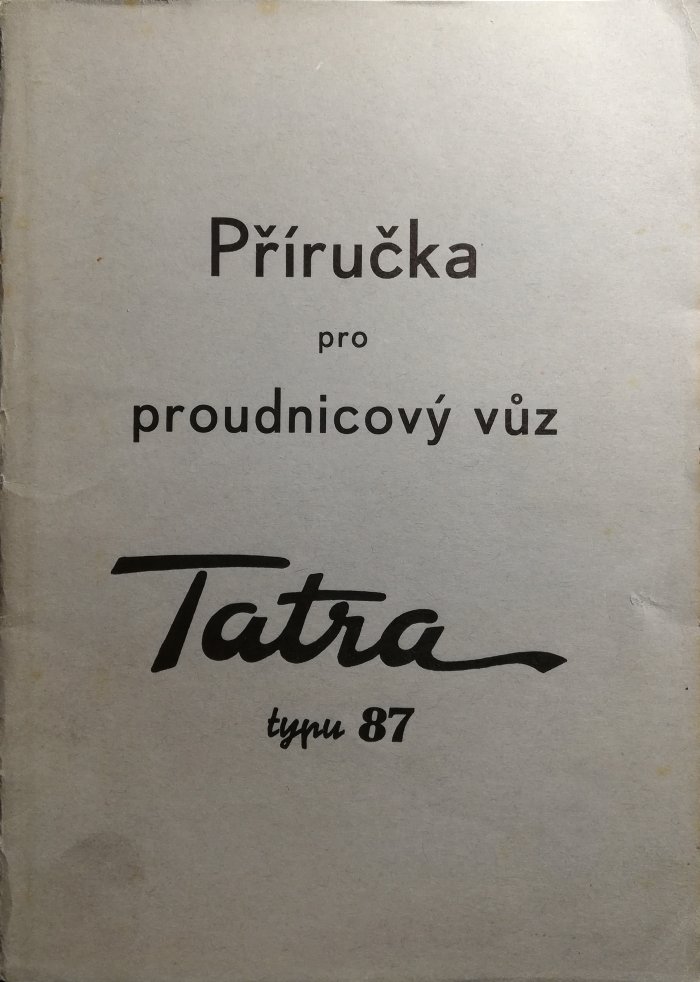 Příručka
pro
proudnicový vůz
Tatra
typu 87